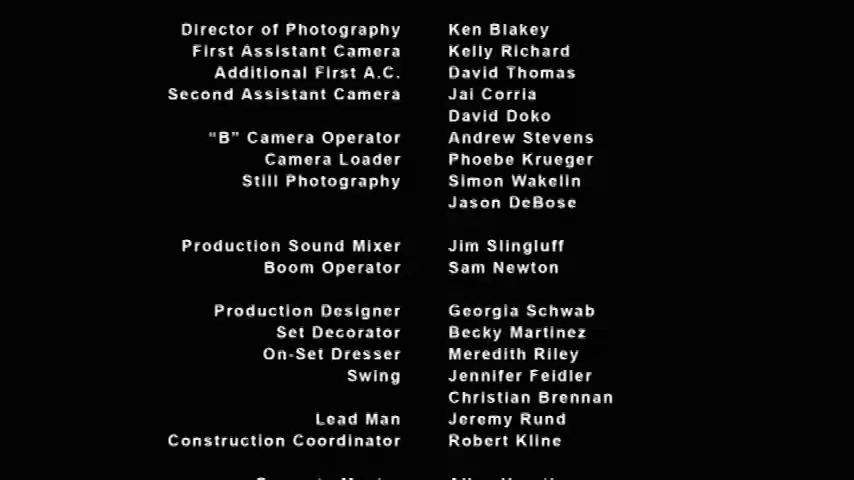 Director of Photography Ken Blakey
First Assistant Camera Kelly Richard
Additional First A.C. David Thomas
Second Assistant Camera Jai Corria
David Doko
“B” Camera Operator Andrew Stevens
Camera Loader Phoebe Krueger
Still Photography Simon Wakelin
Jason DeBose
Production Sound Mixer Jim Slingluff
Boom Operator Sam Newton
Production Designer Georgia Schwab
Set Decorator Becky Martinez
On-Set Dresser Meredith Riley
Swing Jennifer Feidler
Christian Brennan
Lead Man Jeremy Rund
Construction Coordinator Robert Kline